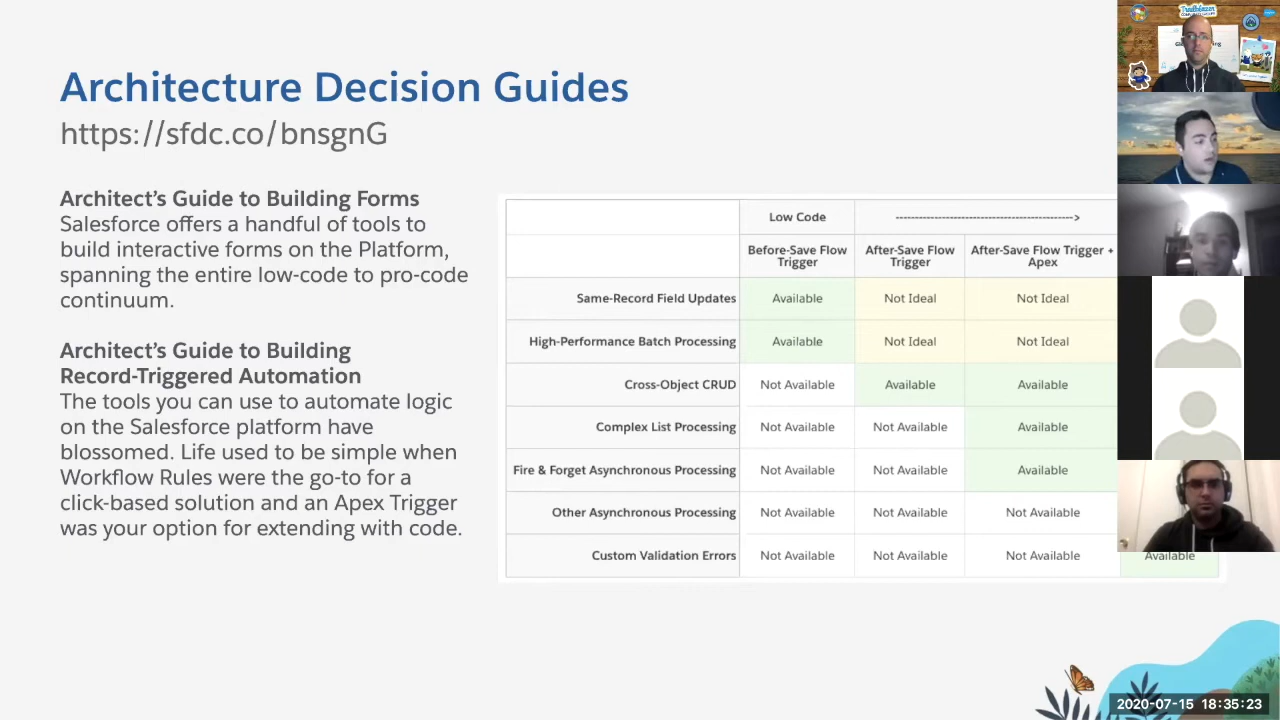 Architecture Decision Guides
https://sfdc.co/bnsgnG
Architect's Guide to Building Forms
Salesforce offers a handful of tools to
build interactive forms on the Platform,
spanning the entire low-code to pro-code
continuum.
Architect's Guide to Building
Record-Triggered Automation
The tools you can use to automate logic
on the Salesforce platform have
blossomed. Life used to be simple when
Workflow Rules were the go-to for a
click-based solution and an Apex Trigger
was your option for extending with code.
Low Code ---------------------------------------------->
Before-Save Flow Trigger After-Save Flow Trigger After-Save Flow Trigger + Apex
Same-Record Field Updates Available Not Ideal Not Ideal
High-Performance Batch Processing Available Not Ideal Not Ideal
Cross-Object CRUD Not Available Available Available
Complex List Processing Not Available Not Available Available
Fire & Forget Asynchronous Processing Not Available Not Available Available
Other Asynchronous Processing Not Available Not Available Not Available
Custom Validation Errors Not Available Not Available Not Available Available
2020-07-15 18:35:23